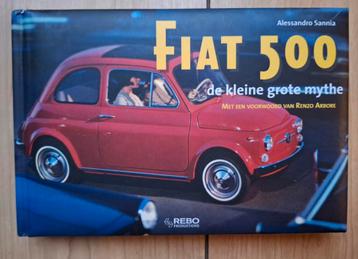 Alessandro Sannia
FIAT 500
de kleine grote mythe
MET EEN VOORWOORD VAN RENZO ARBORE
REBO
PRODUCTIONS